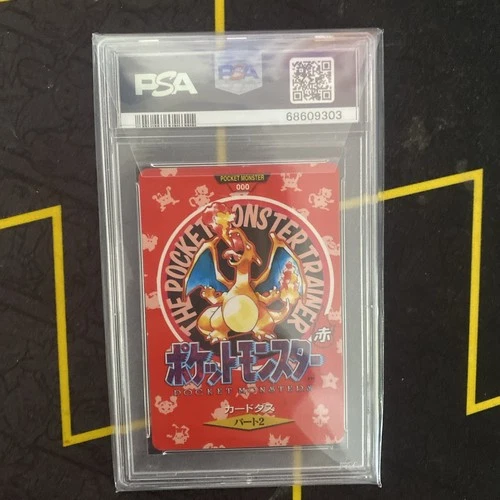 PSA
PSA
68609303
POCKET MONSTER
000
THE POCKET MONSTER TRAINER
赤
ポケットモンスター
POCKET MONSTERS
カードダス
パート2